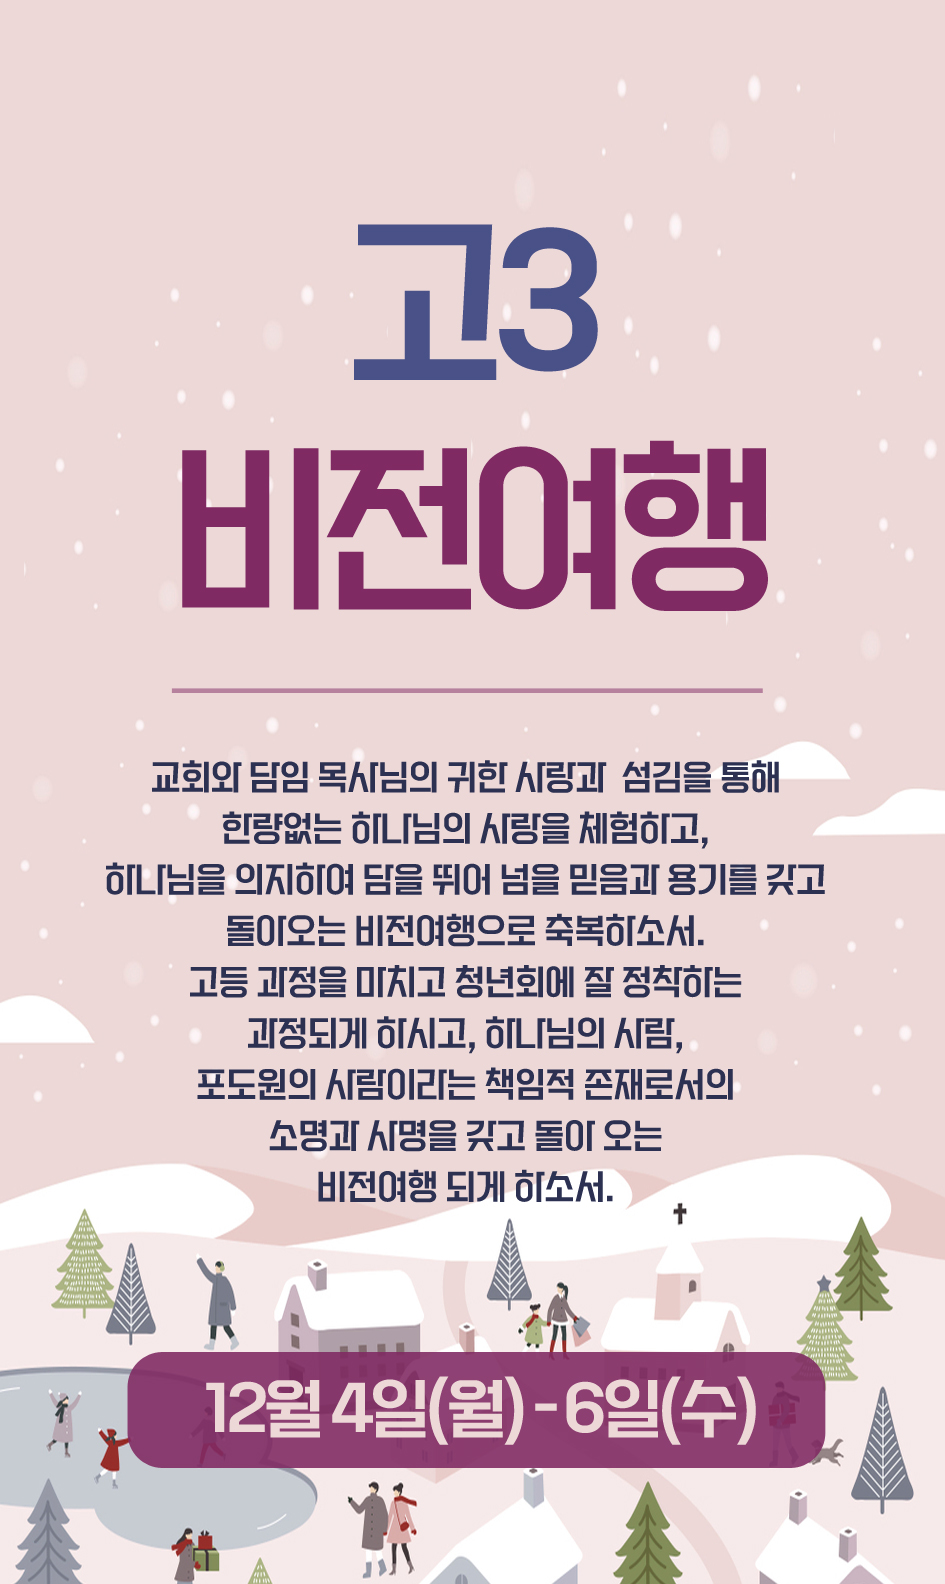 고3
비전여행
교회와 담임 목사님의 귀한 사랑과 섬김을 통해
한량없는 하나님의 사랑을 체험하고,
하나님을 의지하여 담을 뛰어 넘을 믿음과 용기를 갖고
돌아오는 비전여행으로 축복하소서.
고등 과정을 마치고 청년회에 잘 정착하는
과정되게 하시고, 하나님의 사람,
포도원의 사람이라는 책임적 존재로서의
소명과 사명을 갖고 돌아 오는
비전여행 되게 하소서.
12월 4일(월) - 6일(수)